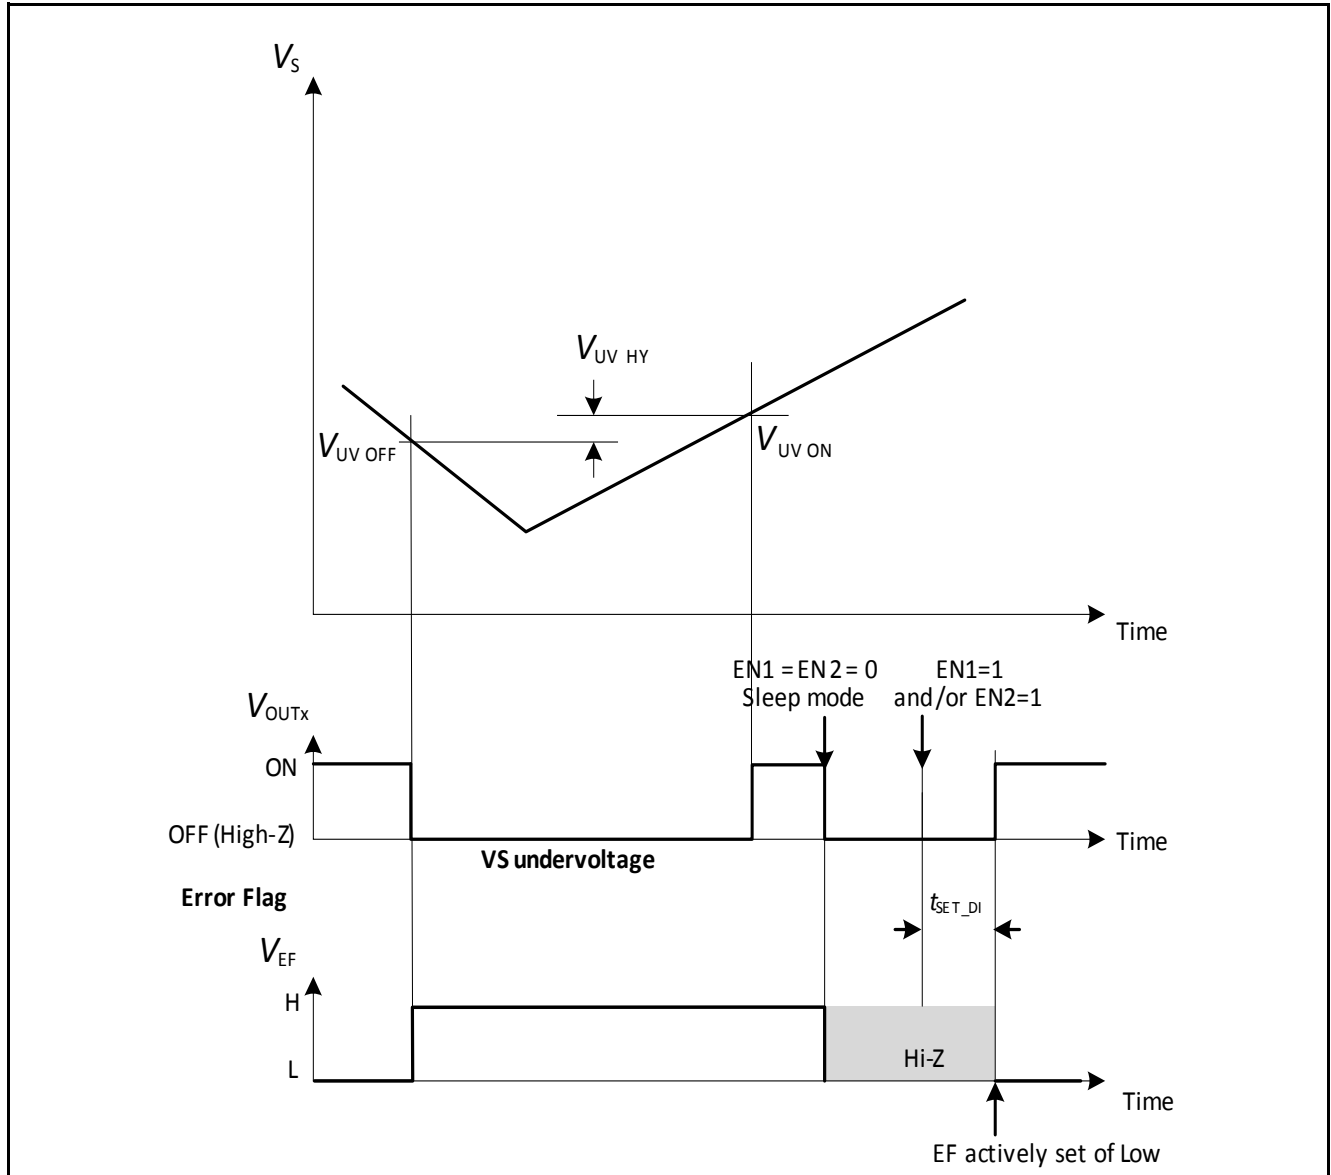 VS
VUV HY
VUV OFF
VUV ON
Time
EN1 = EN2 = 0
Sleep mode
EN1=1
and/or EN2=1
VOUTx
ON
OFF (High-Z)
Time
VS undervoltage
Error Flag
tSET_DI
VEF
H
L
Hi-Z
Time
EF actively set of Low